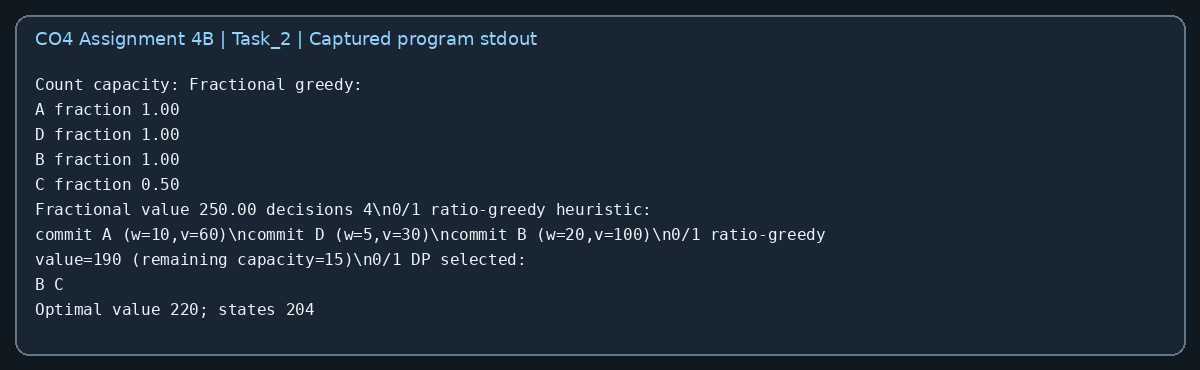 CO4 Assignment 4B | Task_2 | Captured program stdout
Count capacity: Fractional greedy:
A fraction 1.00
D fraction 1.00
B fraction 1.00
C fraction 0.50
Fractional value 250.00 decisions 4\n0/1 ratio-greedy heuristic:
commit A (w=10,v=60)\ncommit D (w=5,v=30)\ncommit B (w=20,v=100)\n0/1 ratio-greedy
value=190 (remaining capacity=15)\n0/1 DP selected:
B C
Optimal value 220; states 204